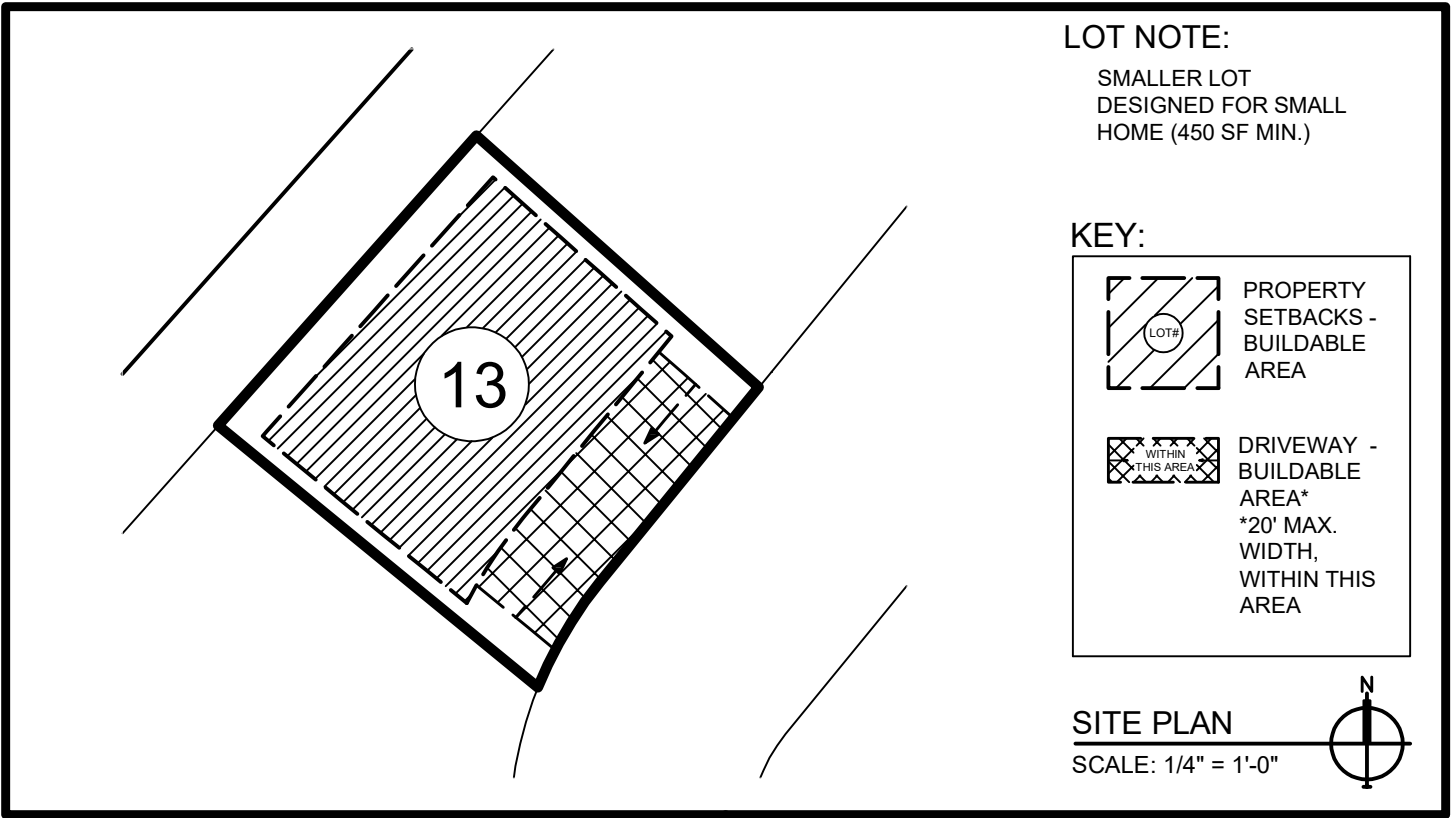 LOT NOTE:
SMALLER LOT
DESIGNED FOR SMALL
HOME (450 SF MIN.)
13
KEY:
LOT#
PROPERTY
SETBACKS -
BUILDABLE
AREA
WITHIN
THIS AREA
DRIVEWAY -
BUILDABLE
AREA*
*20' MAX.
WIDTH,
WITHIN THIS
AREA
N
SITE PLAN
SCALE: 1/4" = 1'-0"